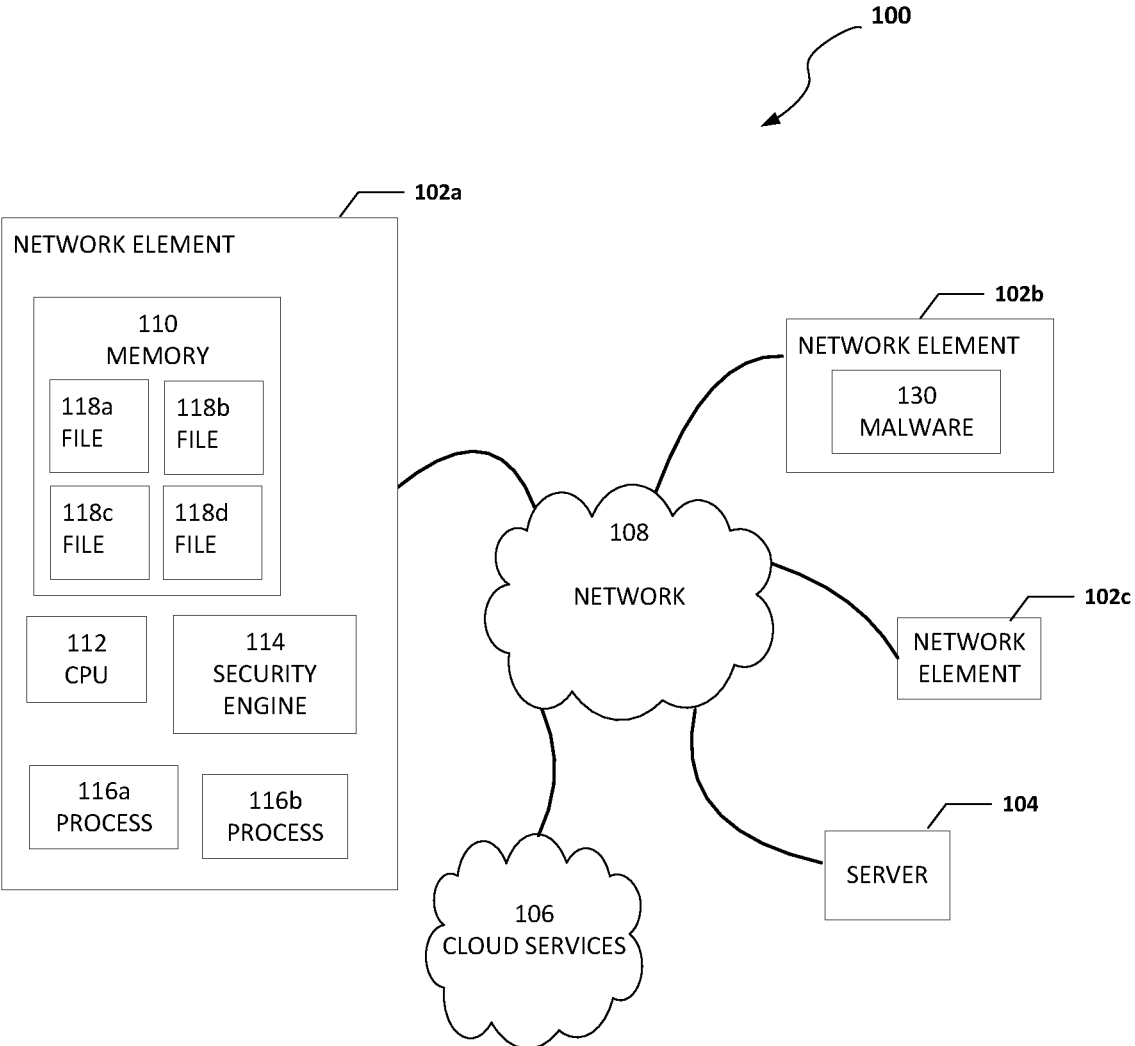 100
102a
NETWORK ELEMENT
110
MEMORY
118a
FILE
118b
FILE
118c
FILE
118d
FILE
112
CPU
114
SECURITY
ENGINE
116a
PROCESS
116b
PROCESS
102b
NETWORK ELEMENT
130
MALWARE
108
NETWORK
102c
NETWORK
ELEMENT
104
SERVER
106
CLOUD SERVICES